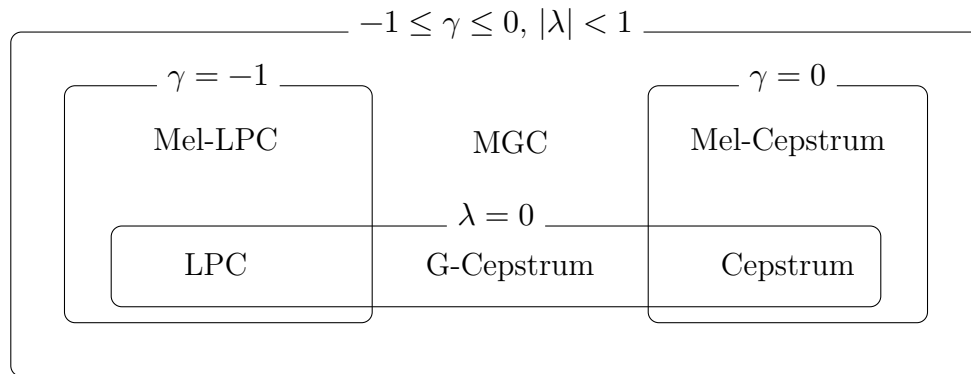 −1 ≤ γ ≤ 0, |λ| < 1
γ = −1 γ = 0
Mel-LPC MGC Mel-Cepstrum
λ = 0
LPC G-Cepstrum Cepstrum